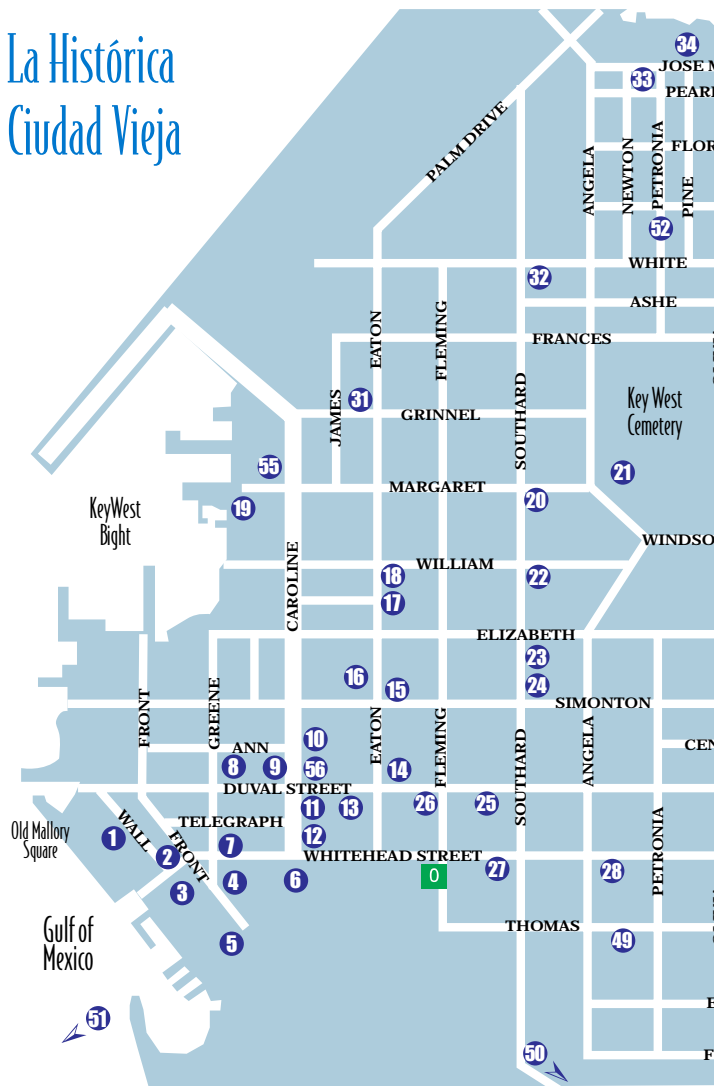 La Histórica
Ciudad Vieja
34
33
JOSE M
PEARL
PALM DRIVE
FLOR
ANGELA
NEWTON
PETRONIA
PINE
52
WHITE
32
ASHE
EATON
FLEMING
FRANCES
31
JAMES
GRINNEL
SOUTHARD
Key West
Cemetery
55
21
MARGARET
19
20
KeyWest
Bight
WINDSO
CAROLINE
WILLIAM
18
22
17
ELIZABETH
23
16
15
24
SIMONTON
FRONT
GREENE
EATON
FLEMING
SOUTHARD
ANGELA
10
ANN
CEN
8
9
56
14
DUVAL STREET
11
13
26
25
TELEGRAPH
Old Mallory
Square
1
WALL
2
FRONT
7
12
PETRONIA
WHITEHEAD STREET
3
4
6
0
27
28
THOMAS
Gulf of
Mexico
5
49
51
E
50
F